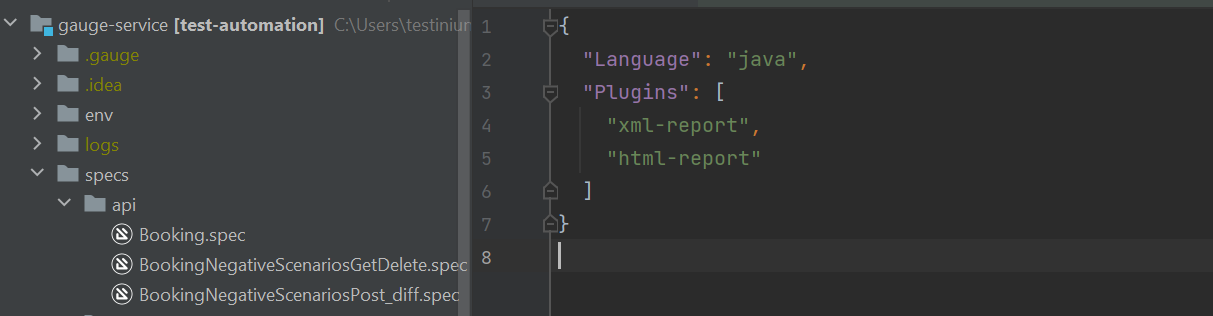 gauge-service [test-automation] C:\Users\testinium
.gauge
.idea
env
logs
specs
api
Booking.spec
BookingNegativeScenariosGetDelete.spec
BookingNegativeScenariosPost_diff.spec
1 {
2 "Language": "java",
3 "Plugins": [
4 "xml-report",
5 "html-report"
6 ]
7 }
8